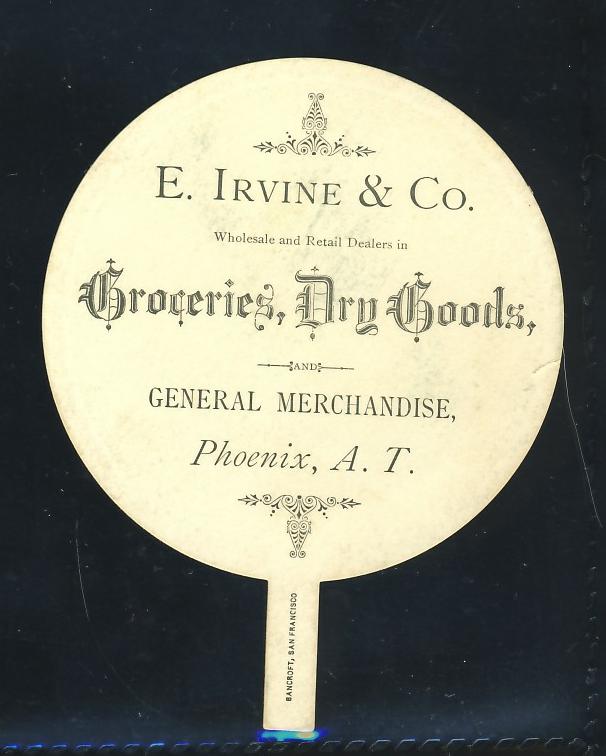 E. IRVINE & CO.
Wholesale and Retail Dealers in
Groceries, Dry Goods,
AND
GENERAL MERCHANDISE,
Phoenix, A. T.
BANCROFT, SAN FRANCISCO